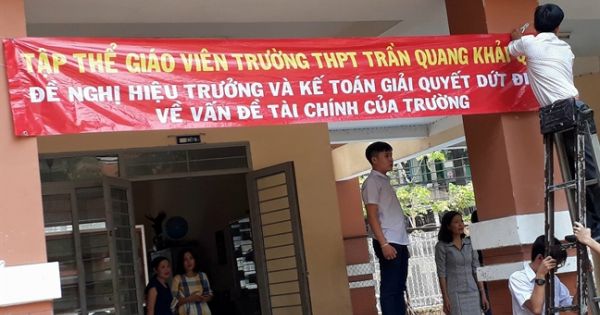 TẬP THỂ GIÁO VIÊN TRƯỜNG THPT TRẦN QUANG KHẢI
ĐỀ NGHỊ HIỆU TRƯỞNG VÀ KẾ TOÁN GIẢI QUYẾT DỨT
VỀ VẤN ĐỀ TÀI CHÍNH CỦA TRƯỜNG